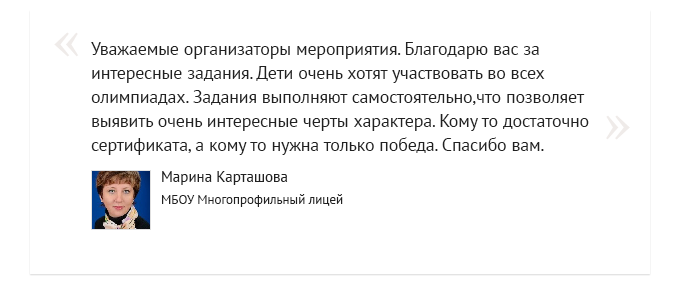 Уважаемые организаторы мероприятия. Благодарю вас за
интересные задания. Дети очень хотят участвовать во всех
олимпиадах. Задания выполняют самостоятельно,что позволяет
выявить очень интересные черты характера. Кому то достаточно
сертификата, а кому то нужна только победа. Спасибо вам.
Марина Карташова
МБОУ Многопрофильный лицей